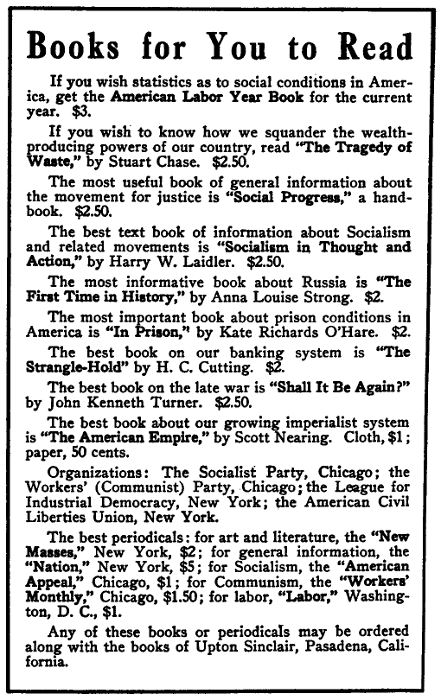 Books for You to Read
If you wish statistics as to social conditions in Amer-
ica, get the American Labor Year Book for the current
year. $3.
If you wish to know how we squander the wealth-
producing powers of our country, read “The Tragedy of
Waste,” by Stuart Chase. $2.50.
The most useful book of general information about
the movement for justice is “Social Progress,” a hand-
book. $2.50.
The best text book of information about Socialism
and related movements is “Socialism in Thought and
Action,” by Harry W. Laidler. $2.50.
The most informative book about Russia is “The
First Time in History,” by Anna Louise Strong. $2.
The most important book about prison conditions in
America is “In Prison,” by Kate Richards O’Hare. $2.
The best book on our banking system is “The
Strangle-Hold” by H. C. Cutting. $2.
The best book on the late war is “Shall It Be Again?”
by John Kenneth Turner. $2.50.
The best book about our growing imperialist system
is “The American Empire,” by Scott Nearing. Cloth, $1;
paper, 50 cents.
Organizations: The Socialist Party, Chicago; the
Workers’ (Communist) Party, Chicago; the League for
Industrial Democracy, New York; the American Civil
Liberties Union, New York.
The best periodicals: for art and literature, the “New
Masses,” New York, $2; for general information, the
“Nation,” New York, $5; for Socialism, the “American
Appeal,” Chicago, $1; for Communism, the “Workers’
Monthly,” Chicago, $1.50; for labor, “Labor,” Washing-
ton, D. C., $1.
Any of these books or periodicals may be ordered
along with the books of Upton Sinclair, Pasadena, Cali-
fornia.